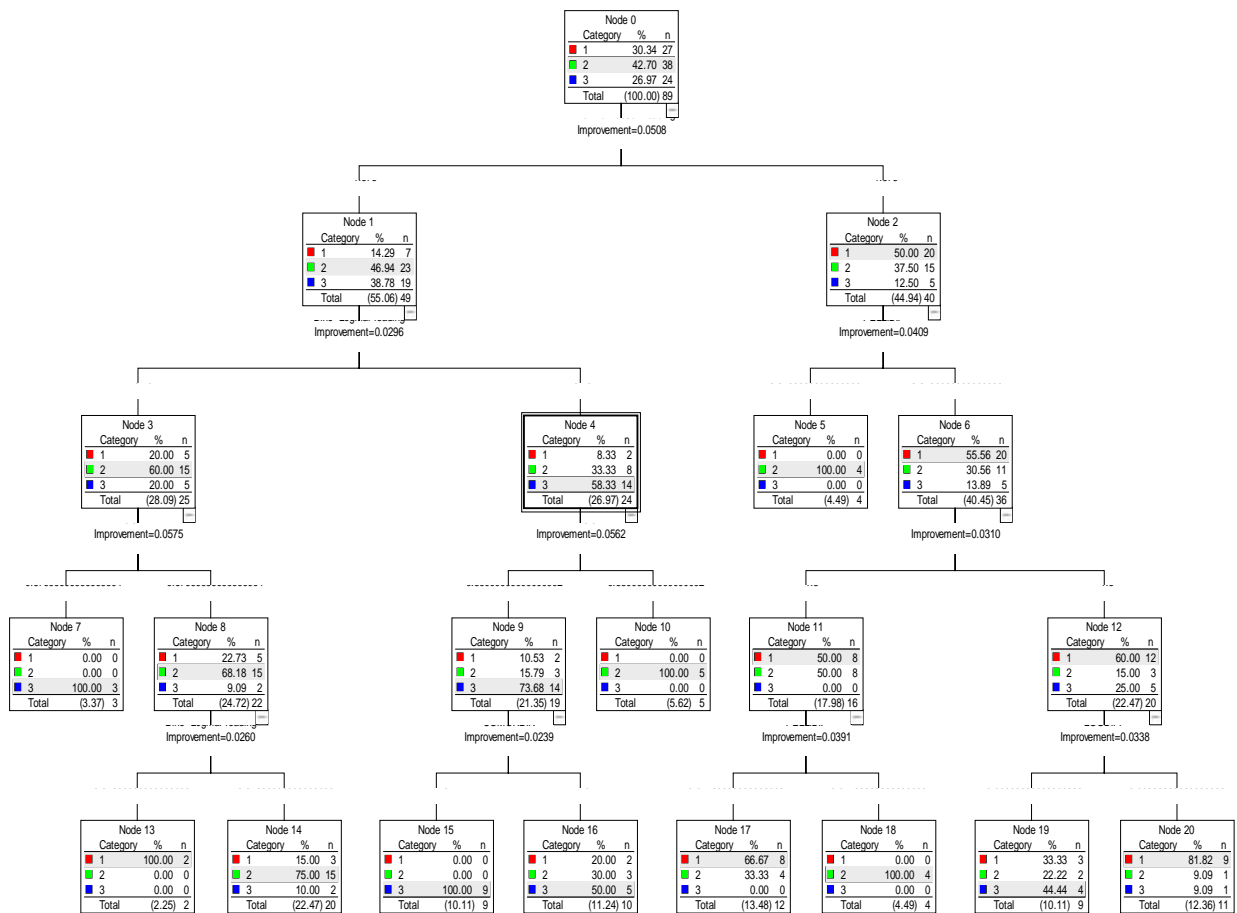 Node 0
Category % n
1 30.34 27
2 42.70 38
3 26.97 24
Total (100.00) 89
Improvement=0.0508
Node 1
Category % n
1 14.29 7
2 46.94 23
3 38.78 19
Total (55.06) 49
Improvement=0.0296
Node 2
Category % n
1 50.00 20
2 37.50 15
3 12.50 5
Total (44.94) 40
Improvement=0.0409
Node 3
Category % n
1 20.00 5
2 60.00 15
3 20.00 5
Total (28.09) 25
Improvement=0.0575
Node 4
Category % n
1 8.33 2
2 33.33 8
3 58.33 14
Total (26.97) 24
Improvement=0.0562
Node 5
Category % n
1 0.00 0
2 100.00 4
3 0.00 0
Total (4.49) 4
Node 6
Category % n
1 55.56 20
2 30.56 11
3 13.89 5
Total (40.45) 36
Improvement=0.0310
Node 7
Category % n
1 0.00 0
2 0.00 0
3 100.00 3
Total (3.37) 3
Node 8
Category % n
1 22.73 5
2 68.18 15
3 9.09 2
Total (24.72) 22
Improvement=0.0260
Node 9
Category % n
1 10.53 2
2 15.79 3
3 73.68 14
Total (21.35) 19
Improvement=0.0239
Node 10
Category % n
1 0.00 0
2 100.00 5
3 0.00 0
Total (5.62) 5
Node 11
Category % n
1 50.00 8
2 50.00 8
3 0.00 0
Total (17.98) 16
Improvement=0.0391
Node 12
Category % n
1 60.00 12
2 15.00 3
3 25.00 5
Total (22.47) 20
Improvement=0.0338
Node 13
Category % n
1 100.00 2
2 0.00 0
3 0.00 0
Total (2.25) 2
Node 14
Category % n
1 15.00 3
2 75.00 15
3 10.00 2
Total (22.47) 20
Node 15
Category % n
1 0.00 0
2 0.00 0
3 100.00 9
Total (10.11) 9
Node 16
Category % n
1 20.00 2
2 30.00 3
3 50.00 5
Total (11.24) 10
Node 17
Category % n
1 66.67 8
2 33.33 4
3 0.00 0
Total (13.48) 12
Node 18
Category % n
1 0.00 0
2 100.00 4
3 0.00 0
Total (4.49) 4
Node 19
Category % n
1 33.33 3
2 22.22 2
3 44.44 4
Total (10.11) 9
Node 20
Category % n
1 81.82 9
2 9.09 1
3 9.09 1
Total (12.36) 11